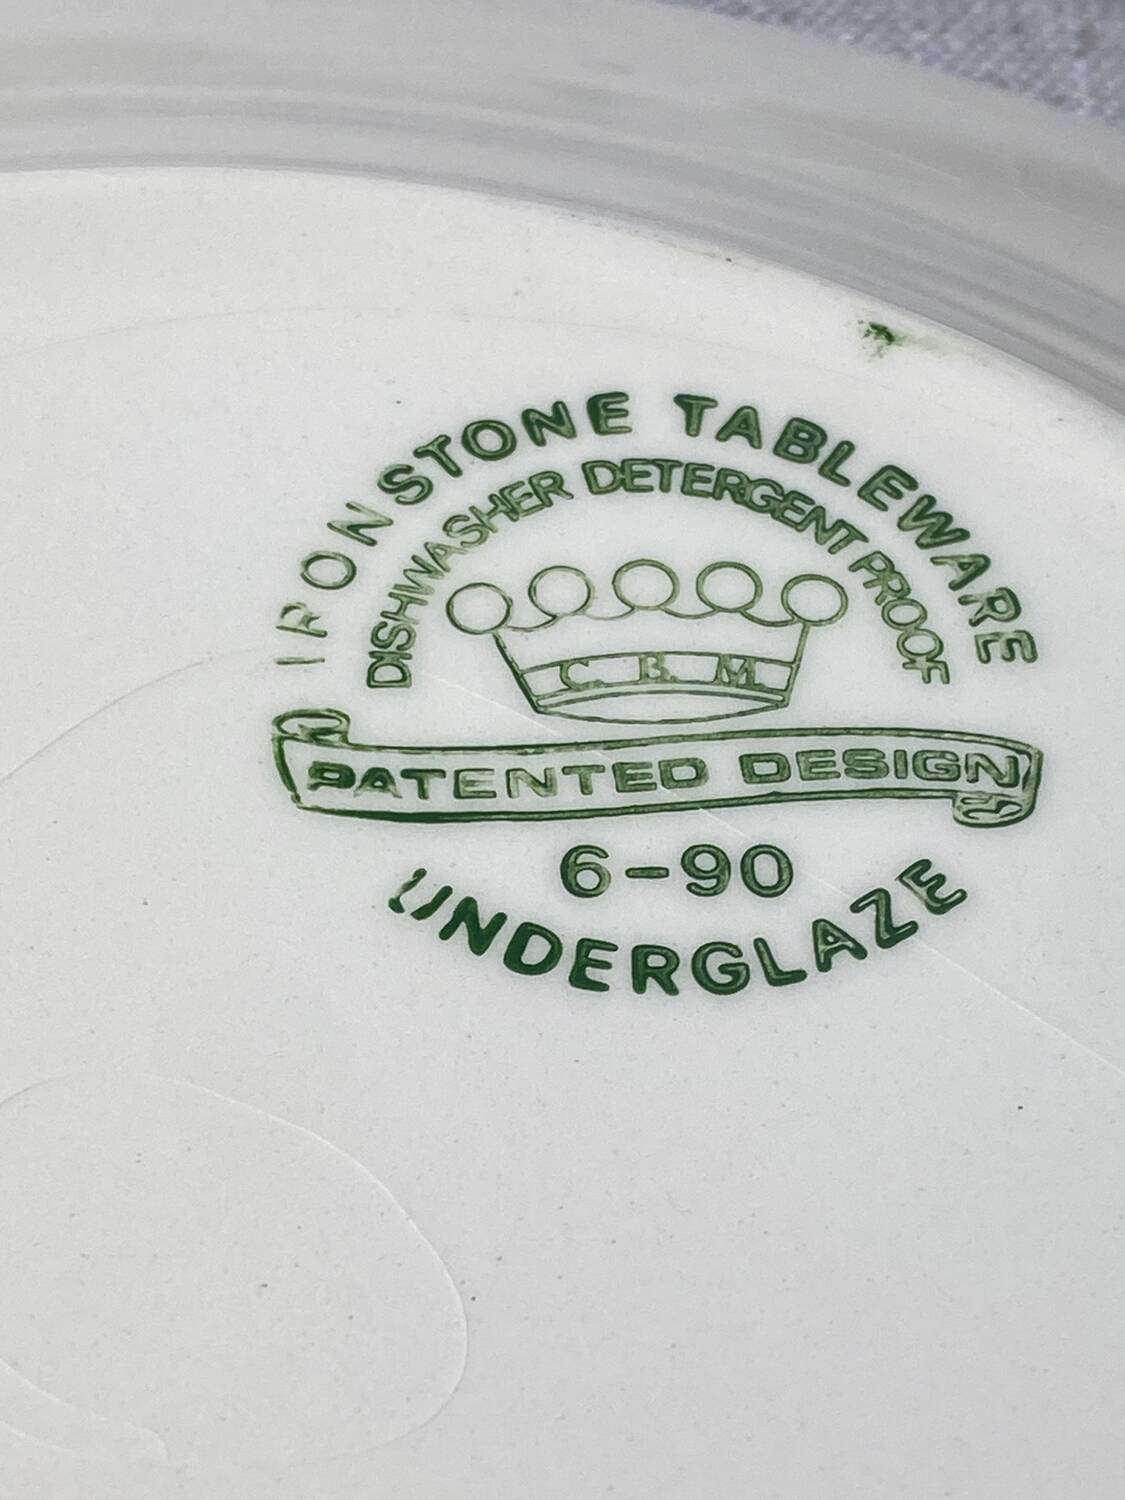 IRONSTONE TABLEWARE
DISHWASHER DETERGENT PROOF
C. B. M.
PATENTED DESIGN
6-90
UNDERGLAZE